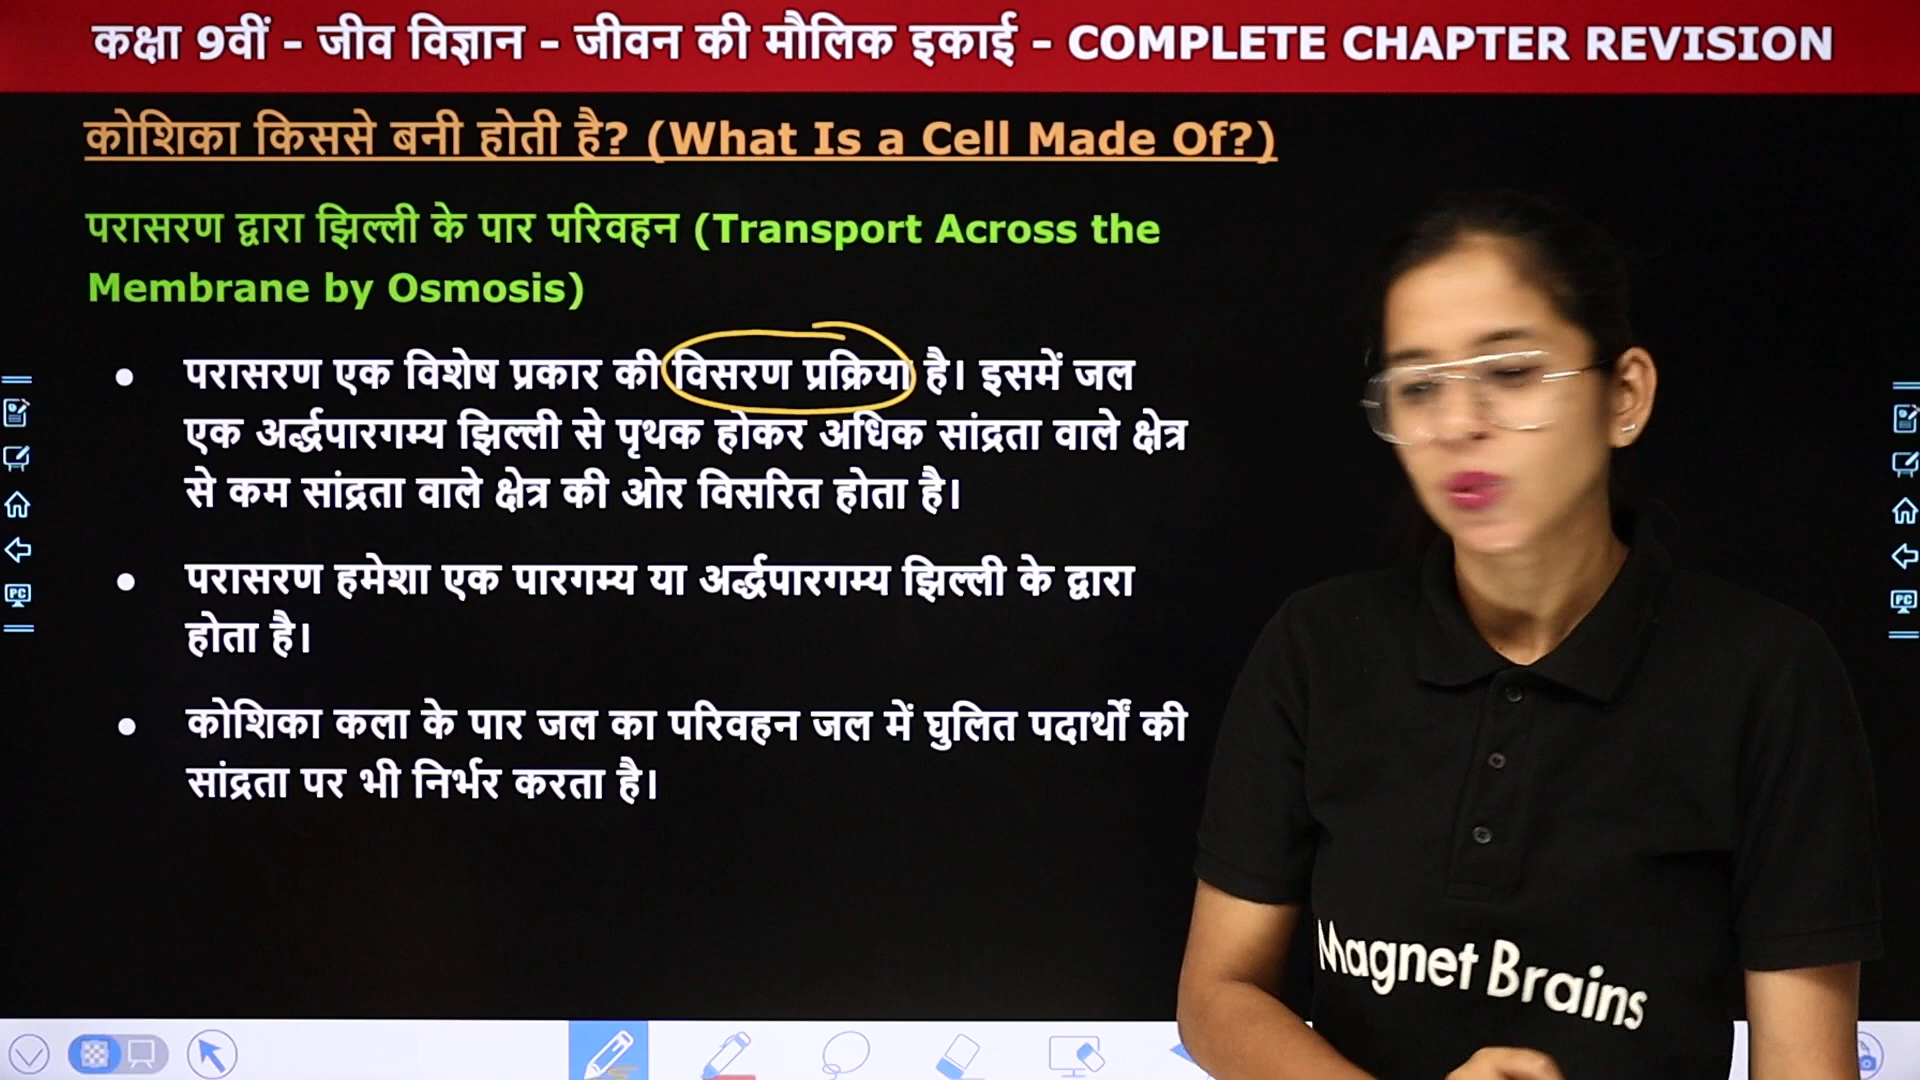 कक्षा 9वीं - जीव विज्ञान - जीवन की मौलिक इकाई - COMPLETE CHAPTER REVISION
कोशिका किससे बनी होती है? (What Is a Cell Made Of?)
परासरण द्वारा झिल्ली के पार परिवहन (Transport Across the
Membrane by Osmosis)
• परासरण एक विशेष प्रकार की विसरण प्रक्रिया है। इसमें जल
एक अर्द्धपारगम्य झिल्ली से पृथक होकर अधिक सांद्रता वाले क्षेत्र
से कम सांद्रता वाले क्षेत्र की ओर विसरित होता है।
• परासरण हमेशा एक पारगम्य या अर्द्धपारगम्य झिल्ली के द्वारा
होता है।
• कोशिका कला के पार जल का परिवहन जल में घुलित पदार्थों की
सांद्रता पर भी निर्भर करता है।
PC
PC
Magnet Brains